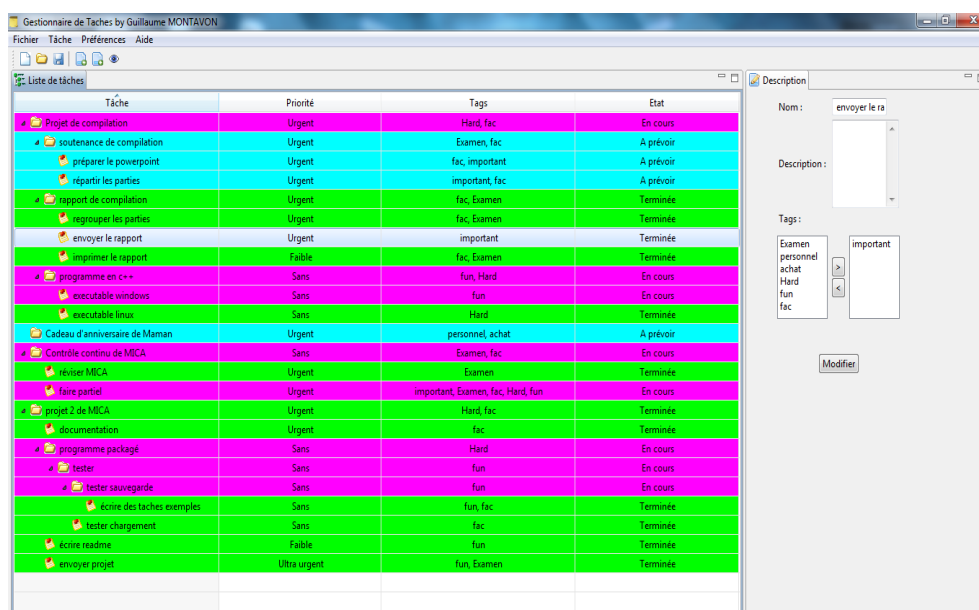 Gestionnaire de Taches by Guillaume MONTAVON
Fichier Tâche Préférences Aide
Liste de tâches
Tâche Priorité Tags Etat
Projet de compilation Urgent Hard, fac En cours
soutenance de compilation Urgent Examen, fac A prévoir
préparer le powerpoint Urgent fac, important A prévoir
répartir les parties Urgent important, fac A prévoir
rapport de compilation Urgent fac, Examen Terminée
regrouper les parties Urgent fac, Examen Terminée
envoyer le rapport Urgent important Terminée
imprimer le rapport Faible fac, Examen Terminée
programme en c++ Sans fun, Hard En cours
executable windows Sans fun En cours
executable linux Sans Hard Terminée
Cadeau d'anniversaire de Maman Urgent personnel, achat A prévoir
Contrôle continu de MICA Sans Examen, fac En cours
réviser MICA Urgent Examen Terminée
faire partiel Urgent important, Examen, fac, Hard, fun En cours
projet 2 de MICA Urgent Hard, fac Terminée
documentation Urgent fac Terminée
programme packagé Sans Hard En cours
tester Sans fun En cours
tester sauvegarde Sans fun En cours
écrire des taches exemples Sans fun, fac Terminée
tester chargement Sans fac Terminée
écrire readme Faible fun Terminée
envoyer projet Ultra urgent fun, Examen Terminée
Description
Nom : envoyer le ra
Description :
Tags :
Examen
personnel
achat
Hard
fun
fac
>
<
important
Modifier